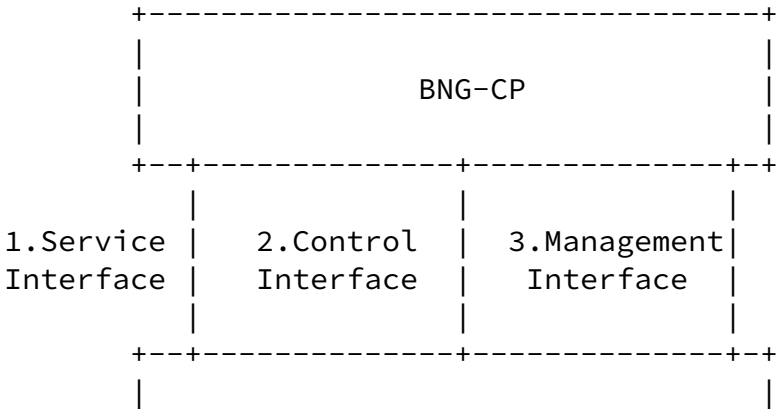 BNG-CP
1.Service 2.Control 3.Management
Interface Interface Interface